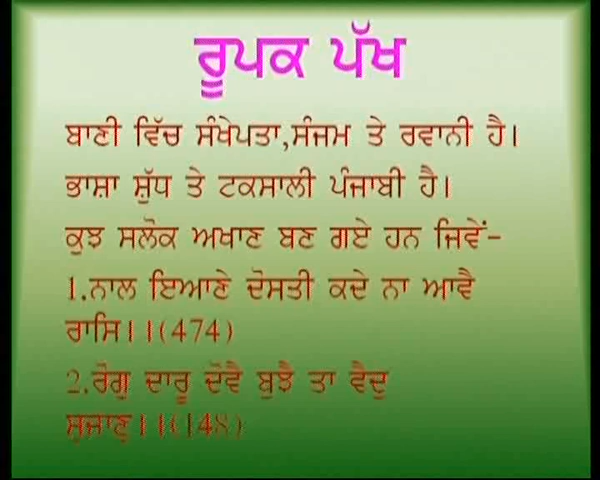 ਰੂਪਕ ਪੱਖ
ਬਾਣੀ ਵਿੱਚ ਸੰਖੇਪਤਾ,ਸੰਜਮ ਤੇ ਰਵਾਨੀ ਹੈ।
ਭਾਸ਼ਾ ਸ਼ੁੱਧ ਤੇ ਟਕਸਾਲੀ ਪੰਜਾਬੀ ਹੈ।
ਕੁਝ ਸਲੋਕ ਅਖਾਣ ਬਣ ਗਏ ਹਨ ਜਿਵੇਂ-
1.ਨਾਲ ਇਆਣੇ ਦੋਸਤੀ ਕਦੇ ਨਾ ਆਵੈ
ਰਾਸਿ।।(474)
2.ਰੋਗੁ ਦਾਰੂ ਦੋਵੈ ਬੁਝੈ ਤਾ ਵੈਦੁ
ਸੁਜਾਣੁ।।(148)